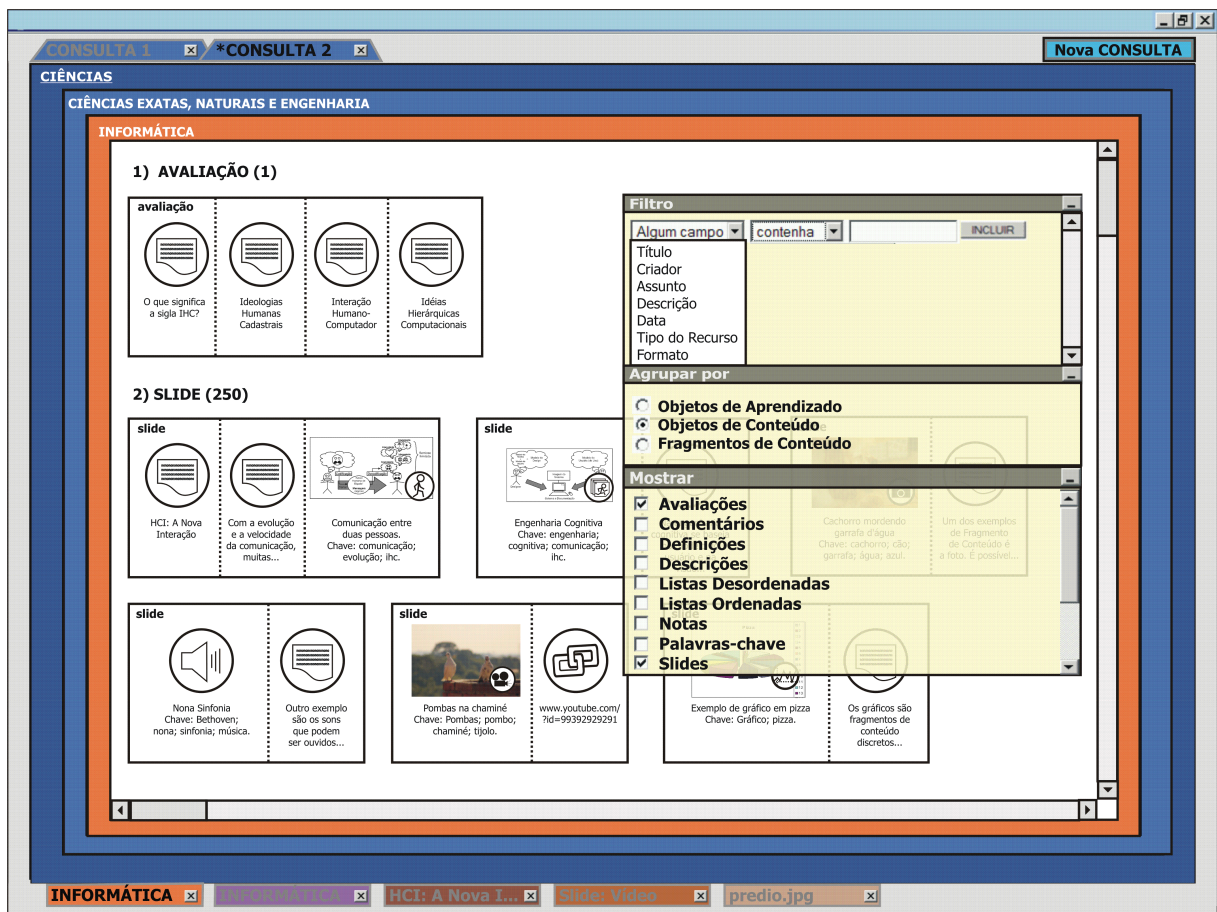 CONSULTA 1
*CONSULTA 2
Nova CONSULTA
CIÊNCIAS
CIÊNCIAS EXATAS, NATURAIS E ENGENHARIA
INFORMÁTICA
1) AVALIAÇÃO (1)
avaliação
O que significa
a sigla IHC?
Ideologias
Humanas
Cadastrais
Interação
Humano-
Computador
Idéias
Hierárquicas
Computacionais
2) SLIDE (250)
slide
HCI: A Nova
Interação
Com a evolução
e a velocidade
da comunicação,
muitas...
Comunicação entre
duas pessoas.
Chave: comunicação;
evolução; ihc.
slide
Engenharia Cognitiva
Chave: engenharia;
cognitiva; comunicação;
ihc.
Cachorro mordendo
garrafa d'água
Chave: cachorro; cão;
garrafa; água; azul.
Um dos exemplos
de Fragmento
de Conteúdo é
a foto. É possível...
slide
Nona Sinfonia
Chave: Bethoven;
nona; sinfonia; música.
Outro exemplo
são os sons
que podem
ser ouvidos...
slide
Pombas na chaminé
Chave: Pombas; pombo;
chaminé; tijolo.
www.youtube.com/
?id=99392929291
slide
Exemplo de gráfico em pizza
Chave: Gráfico; pizza.
Os gráficos são
fragmentos de
conteúdo
discretos...
Filtro
Algum campo contenha INCLUIR
Título
Criador
Assunto
Descrição
Data
Tipo do Recurso
Formato
Agrupar por
Objetos de Aprendizado
Objetos de Conteúdo
Fragmentos de Conteúdo
Mostrar
Avaliações
Comentários
Definições
Descrições
Listas Desordenadas
Listas Ordenadas
Notas
Palavras-chave
Slides
INFORMÁTICA
INFORMÁTICA
HCI: A Nova I...
Slide: Vídeo
predio.jpg